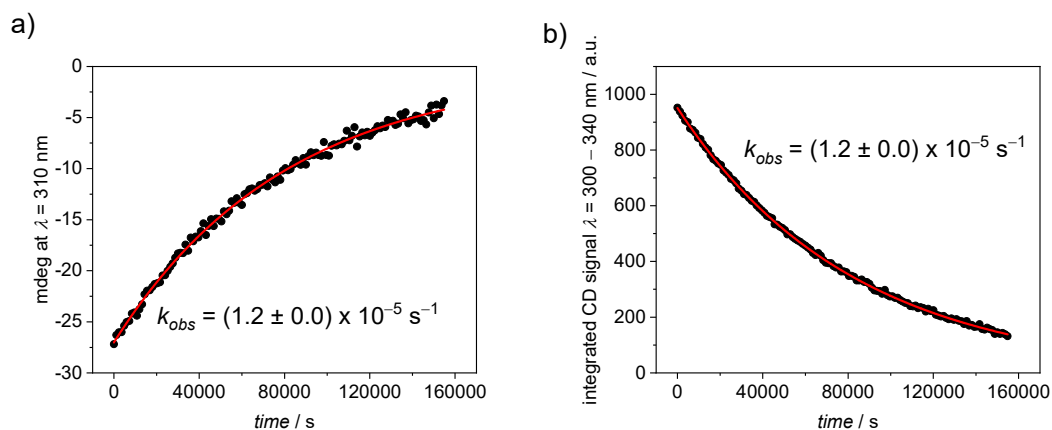 a)
mdeg at λ = 310 nm
0
-5
-10
-15
-20
-25
-30
k_obs = (1.2 ± 0.0) x 10⁻⁵ s⁻¹
0
40000
80000
120000
160000
time / s
b)
integrated CD signal λ = 300 – 340 nm / a.u.
1000
800
600
400
200
0
k_obs = (1.2 ± 0.0) x 10⁻⁵ s⁻¹
0
40000
80000
120000
160000
time / s